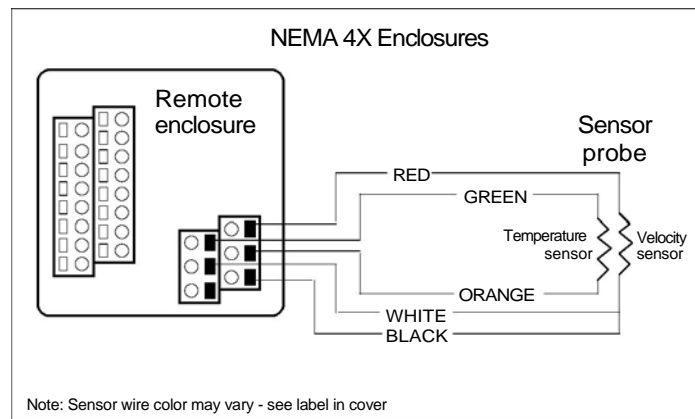 NEMA 4X Enclosures
Remote
enclosure
Sensor
probe
RED
GREEN
Temperature
sensor
Velocity
sensor
ORANGE
WHITE
BLACK
Note: Sensor wire color may vary - see label in cover